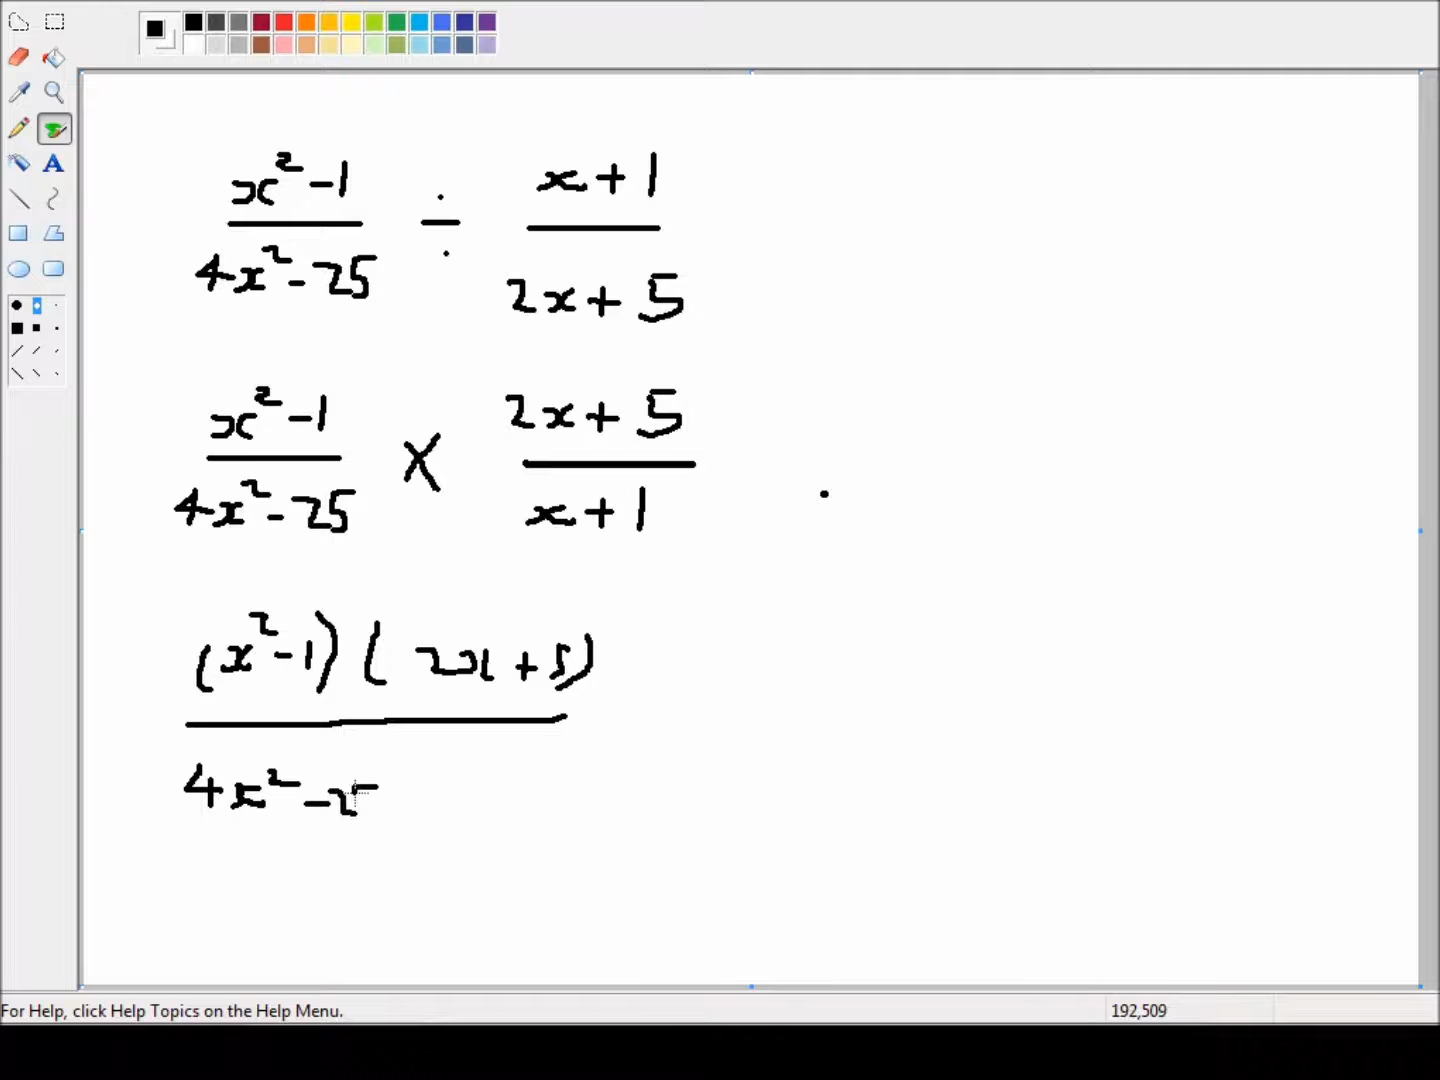 x² - 1 ÷ x + 1
4x² - 25 2x + 5
x² - 1 × 2x + 5
4x² - 25 x + 1
(x² - 1) ( 2x + 5)
4x² - 2
For Help, click Help Topics on the Help Menu. 192,509